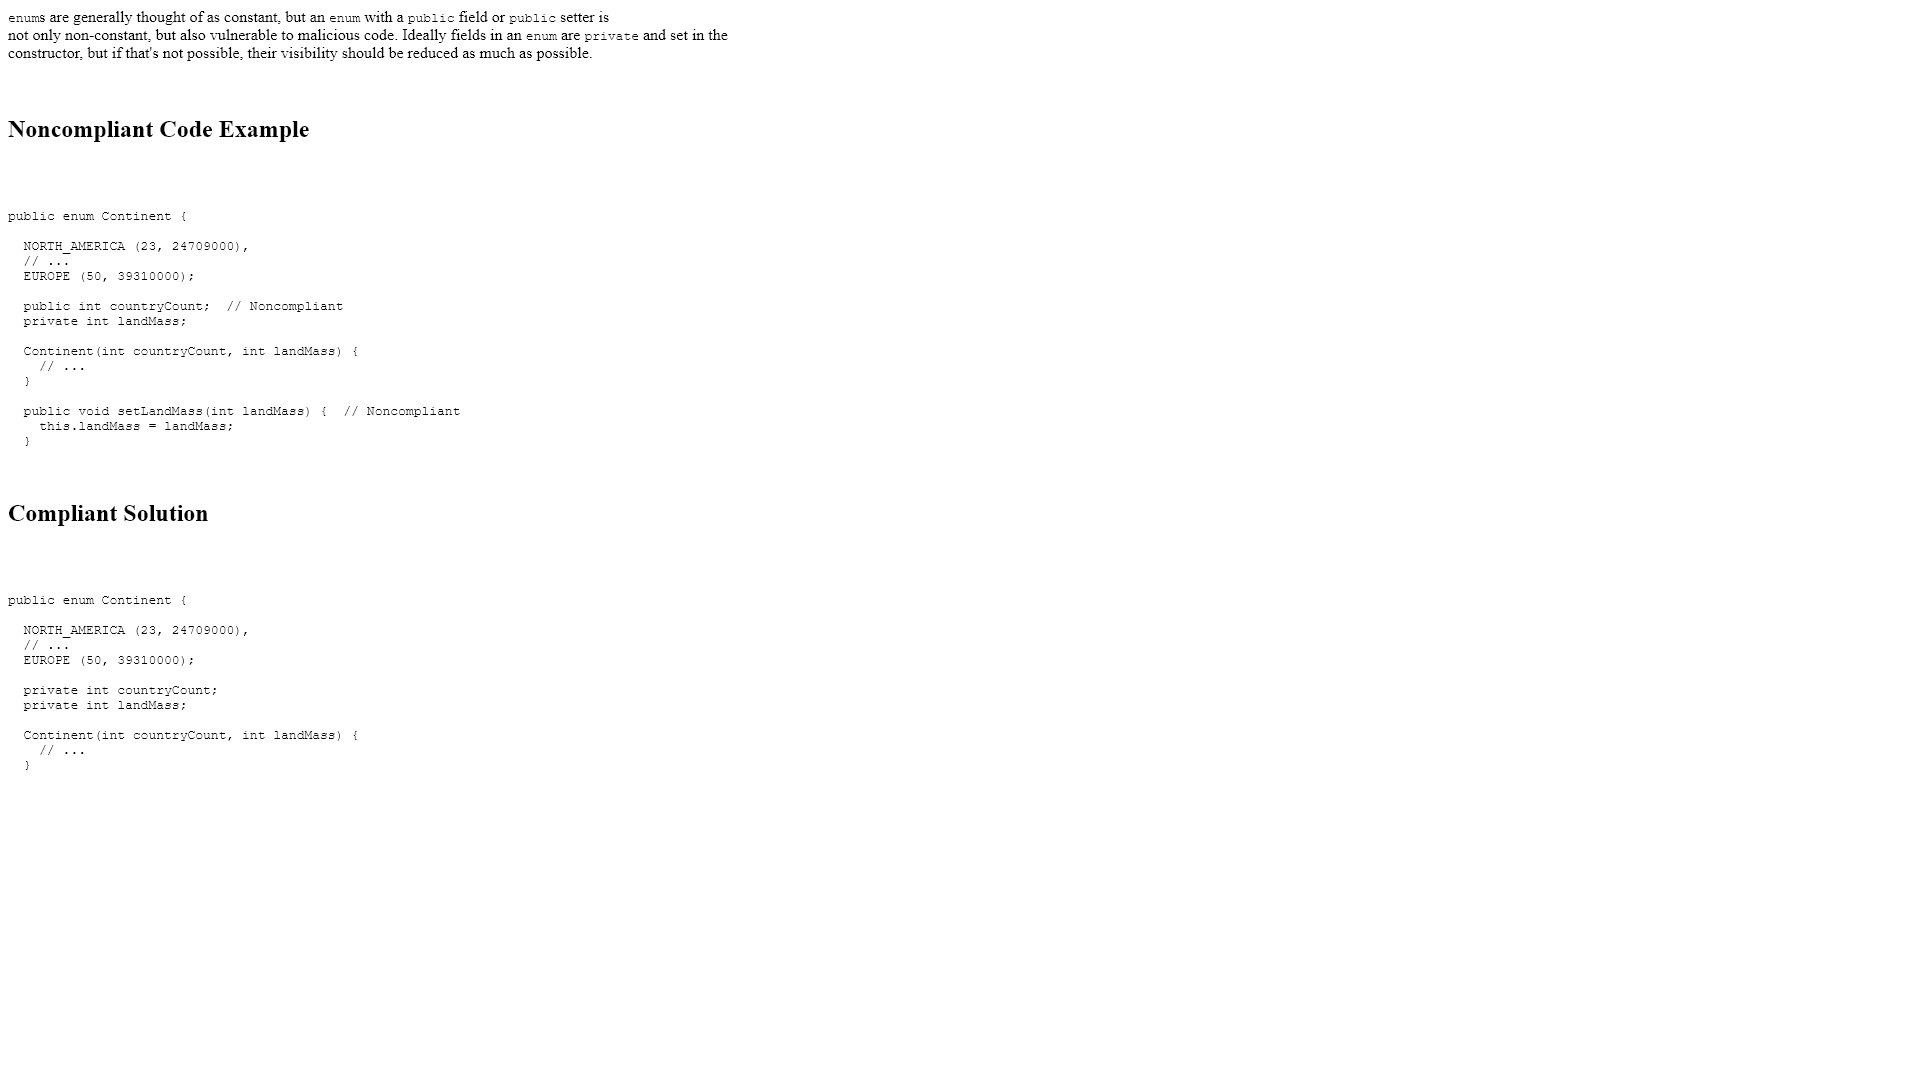 enums are generally thought of as constant, but an enum with a public field or public setter is
not only non-constant, but also vulnerable to malicious code. Ideally fields in an enum are private and set in the
constructor, but if that's not possible, their visibility should be reduced as much as possible.
Noncompliant Code Example
public enum Continent {
  NORTH_AMERICA (23, 24709000),
  // ...
  EUROPE (50, 39310000);
  public int countryCount;  // Noncompliant
  private int landMass;
  Continent(int countryCount, int landMass) {
    // ...
  }
  public void setLandMass(int landMass) {  // Noncompliant
    this.landMass = landMass;
  }
Compliant Solution
public enum Continent {
  NORTH_AMERICA (23, 24709000),
  // ...
  EUROPE (50, 39310000);
  private int countryCount;
  private int landMass;
  Continent(int countryCount, int landMass) {
    // ...
  }